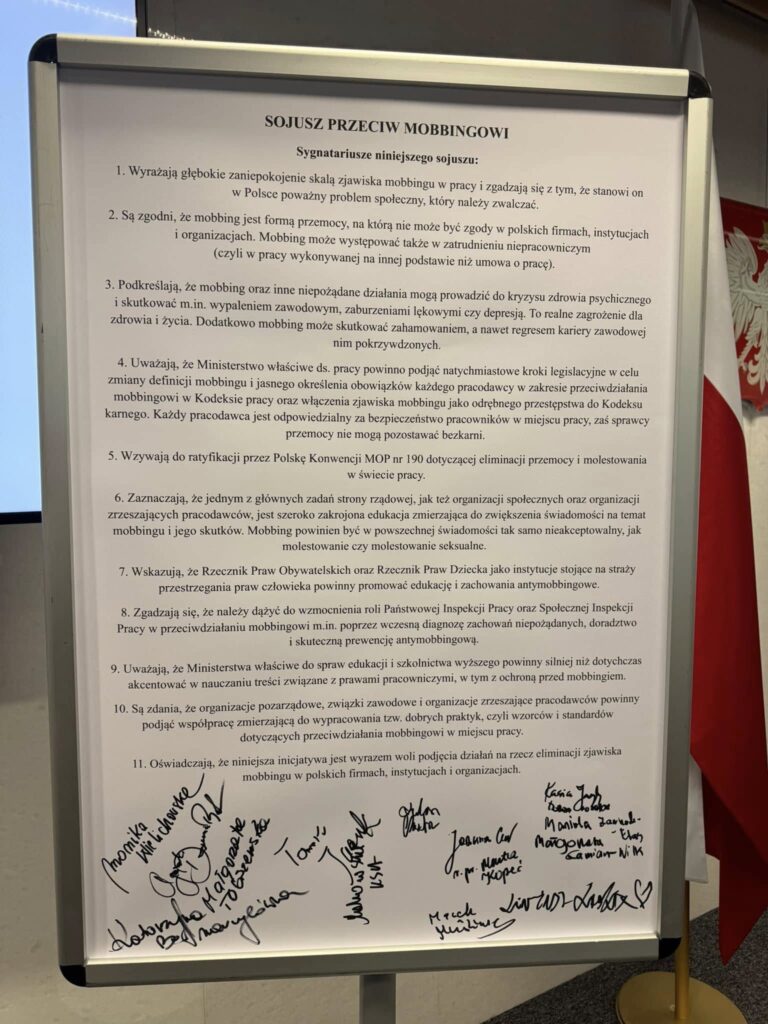 SOJUSZ PRZECIW MOBBINGOWI
Sygnatariusze niniejszego sojuszu:
1. Wyrażają głębokie zaniepokojenie skalą zjawiska mobbingu w pracy i zgadzają się z tym, że stanowi on
w Polsce poważny problem społeczny, który należy zwalczać.
2. Są zgodni, że mobbing jest formą przemocy, na którą nie może być zgody w polskich firmach, instytucjach
i organizacjach. Mobbing może występować także w zatrudnieniu niepracowniczym
(czyli w pracy wykonywanej na innej podstawie niż umowa o pracę).
3. Podkreślają, że mobbing oraz inne niepożądane działania mogą prowadzić do kryzysu zdrowia psychicznego
i skutkować m.in. wypaleniem zawodowym, zaburzeniami lękowymi czy depresją. To realne zagrożenie dla
zdrowia i życia. Dodatkowo mobbing może skutkować zahamowaniem, a nawet regresem kariery zawodowej
nim pokrzywdzonych.
4. Uważają, że Ministerstwo właściwe ds. pracy powinno podjąć natychmiastowe kroki legislacyjne w celu
zmiany definicji mobbingu i jasnego określenia obowiązków każdego pracodawcy w zakresie przeciwdziałania
mobbingowi w Kodeksie pracy oraz włączenia zjawiska mobbingu jako odrębnego przestępstwa do Kodeksu
karnego. Każdy pracodawca jest odpowiedzialny za bezpieczeństwo pracowników w miejscu pracy, zaś sprawcy
przemocy nie mogą pozostawać bezkarni.
5. Wzywają do ratyfikacji przez Polskę Konwencji MOP nr 190 dotyczącej eliminacji przemocy i molestowania
w świecie pracy.
6. Zaznaczają, że jednym z głównych zadań strony rządowej, jak też organizacji społecznych oraz organizacji
zrzeszających pracodawców, jest szeroko zakrojona edukacja zmierzająca do zwiększenia świadomości na temat
mobbingu i jego skutków. Mobbing powinien być w powszechnej świadomości tak samo nieakceptowalny, jak
molestowanie czy molestowanie seksualne.
7. Wskazują, że Rzecznik Praw Obywatelskich oraz Rzecznik Praw Dziecka jako instytucje stojące na straży
przestrzegania praw człowieka powinny promować edukację i zachowania antymobbingowe.
8. Zgadzają się, że należy dążyć do wzmocnienia roli Państwowej Inspekcji Pracy oraz Społecznej Inspekcji
Pracy w przeciwdziałaniu mobbingowi m.in. poprzez wczesną diagnozę zachowań niepożądanych, doradztwo
i skuteczną prewencję antymobbingową.
9. Uważają, że Ministerstwa właściwe do spraw edukacji i szkolnictwa wyższego powinny silniej niż dotychczas
akcentować w nauczaniu treści związane z prawami pracowniczymi, w tym z ochroną przed mobbingiem.
10. Są zdania, że organizacje pozarządowe, związki zawodowe i organizacje zrzeszające pracodawców powinny
podjąć współpracę zmierzającą do wypracowania tzw. dobrych praktyk, czyli wzorców i standardów
dotyczących przeciwdziałania mobbingowi w miejscu pracy.
11. Oświadczają, że niniejsza inicjatywa jest wyrazem woli podjęcia działań na rzecz eliminacji zjawiska
mobbingu w polskich firmach, instytucjach i organizacjach.
Monika
Wielichowska
Małgorzata
Katarzyna
Joanna
Kasia
Mariola
Małgorzata